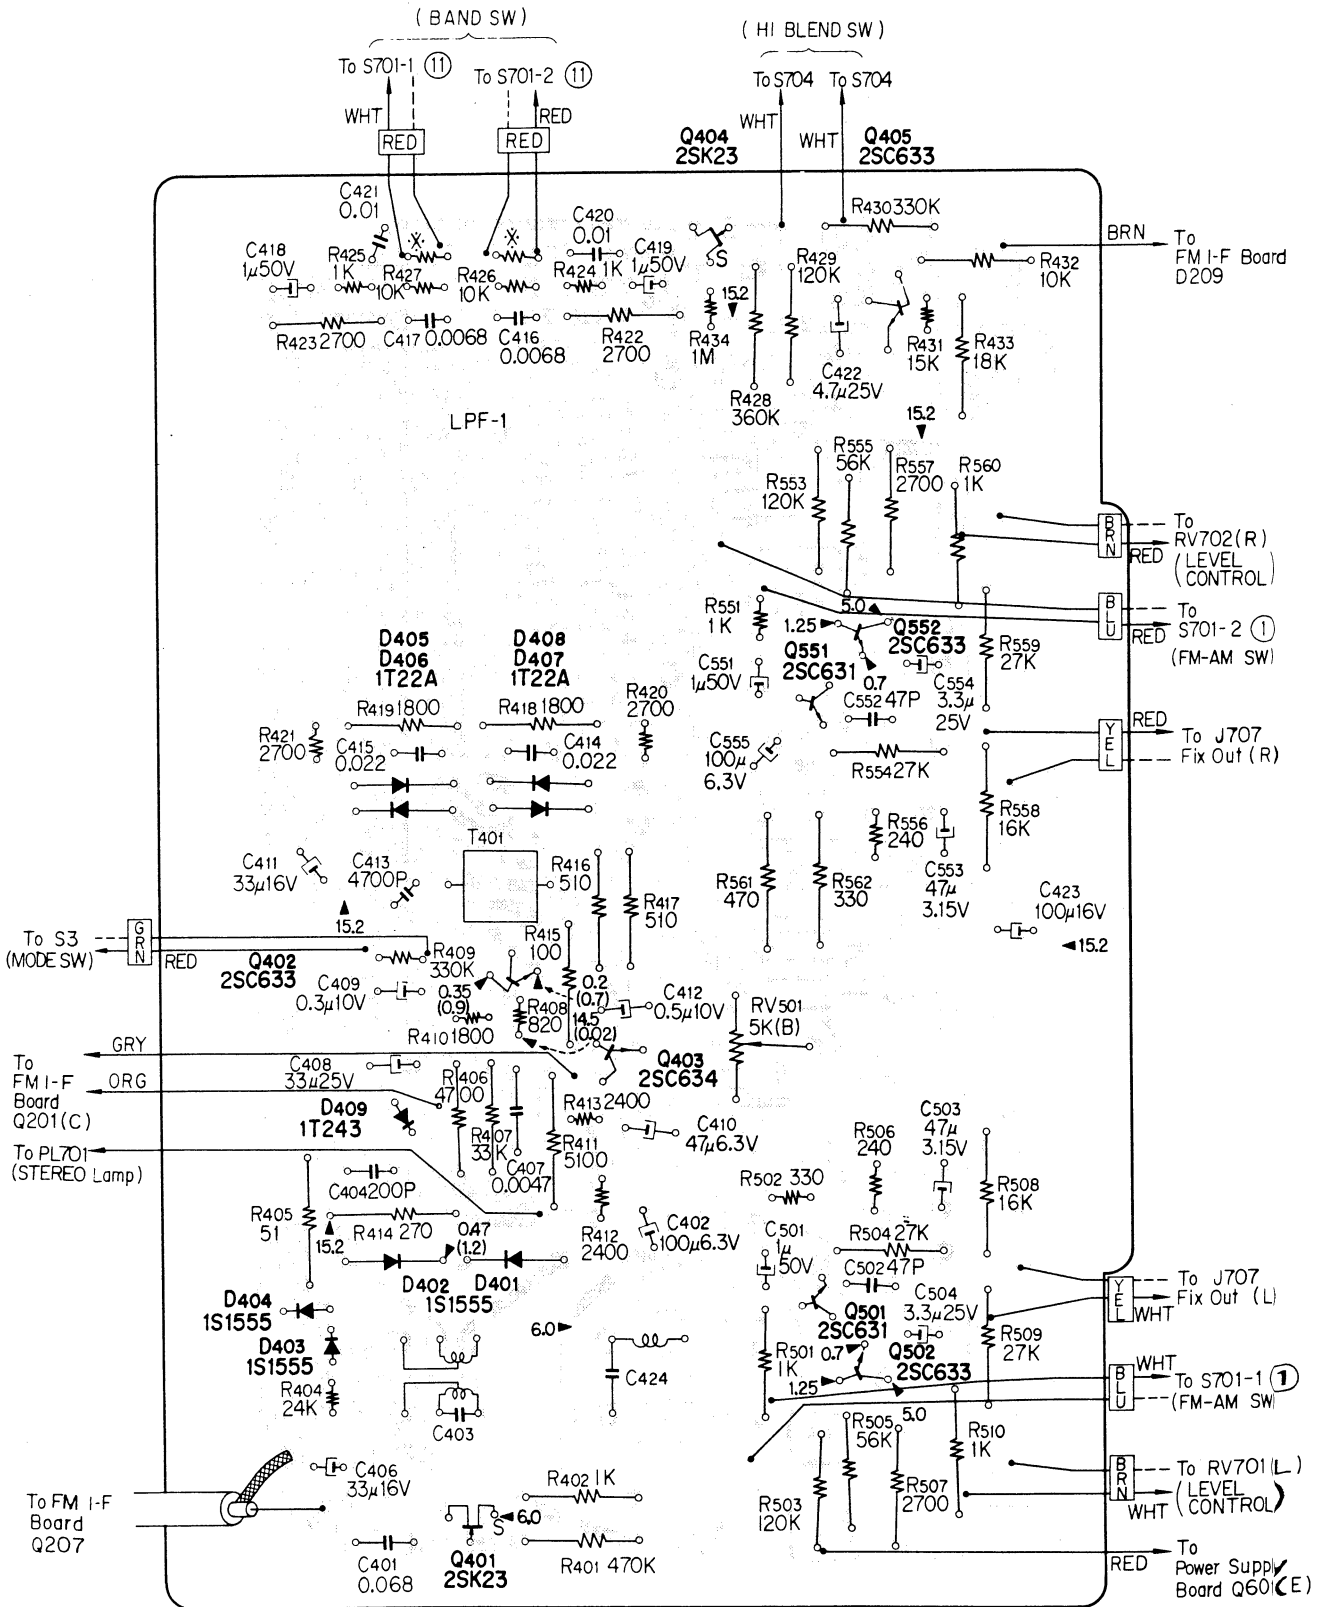 ( BAND SW )
( HI BLEND SW )
To S701-1 ⑪
To S701-2 ⑪
To S704
To S704
WHT
RED
RED
RED
WHT
WHT
Q404
2SK23
Q405
2SC633
C421
0.01
C420
0.01
C419
1μ50V
C418
1μ50V
R425
1K
R427
10K
※
R426
10K
※
R424
1K
S
R430 330K
R429
120K
BRN
To
FM I-F Board
D209
R432
10K
R423 2700
C417 0.0068
C416
0.0068
R422
2700
R434
1M
15.2
R428
360K
C422
4.7μ25V
R431
15K
R433
18K
15.2
LPF-1
R553
120K
R555
56K
R557
2700
R560
1K
BRN
RED
To
RV702(R)
(LEVEL
CONTROL)
R551
1K
5.0
1.25
Q552
2SC633
Q551
2SC631
0.7
R559
27K
BLU
RED
To
S701-2 ①
(FM-AM SW)
D405
D406
1T22A
D408
D407
1T22A
C551
1μ50V
C552 47P
C554
3.3μ
25V
R419 1800
R418 1800
R420
2700
R421
2700
C415
0.022
C414
0.022
C555
100μ
6.3V
R554 27K
YEL
RED
To J707
Fix Out (R)
R558
16K
R556
240
T401
C411
33μ16V
C413
4700P
R416
510
R417
510
R561
470
R562
330
C553
47μ
3.15V
C423
100μ16V
15.2
15.2
To S3
(MODE SW)
GRN
RED
Q402
2SC633
R409
330K
R415
100
C409
0.3μ10V
0.35
(0.9)
R408
820
0.2
(0.7)
14.5
(0.02)
C412
0.5μ10V
RV501
5K(B)
R410 1800
GRY
To
FM I-F
Board
Q201(C)
ORG
C408
33μ25V
Q403
2SC634
R406
4700
D409
1T243
R407
33K
C407
0.0047
R413 2400
R411
5100
C410
47μ6.3V
C503
47μ
3.15V
R506
240
To PL701
(STEREO Lamp)
C404 200P
R502 330
R508
16K
R405
51
15.2
R414 270
0.47
(1.2)
R412
2400
C402
100μ6.3V
C501
1μ
50V
R504 27K
C502 47P
D402 D401
1S1555
D404
1S1555
D403
1S1555
Q501
2SC631
C504
3.3μ25V
R509
27K
YEL
WHT
To J707
Fix Out (L)
6.0
C424
R501
1K
0.7
1.25
Q502
2SC633
5.0
BLU
WHT
To S701-1 ①
(FM-AM SW
R404
24K
C403
R505
56K
R510
1K
C406
33μ16V
R402 1K
R503
120K
R507
2700
BRN
WHT
To RV701(L)
(LEVEL
CONTROL)
To FM I-F
Board
Q207
S
6.0
C401
0.068
Q401
2SK23
R401 470K
RED
To
Power Supply
Board Q601(E)